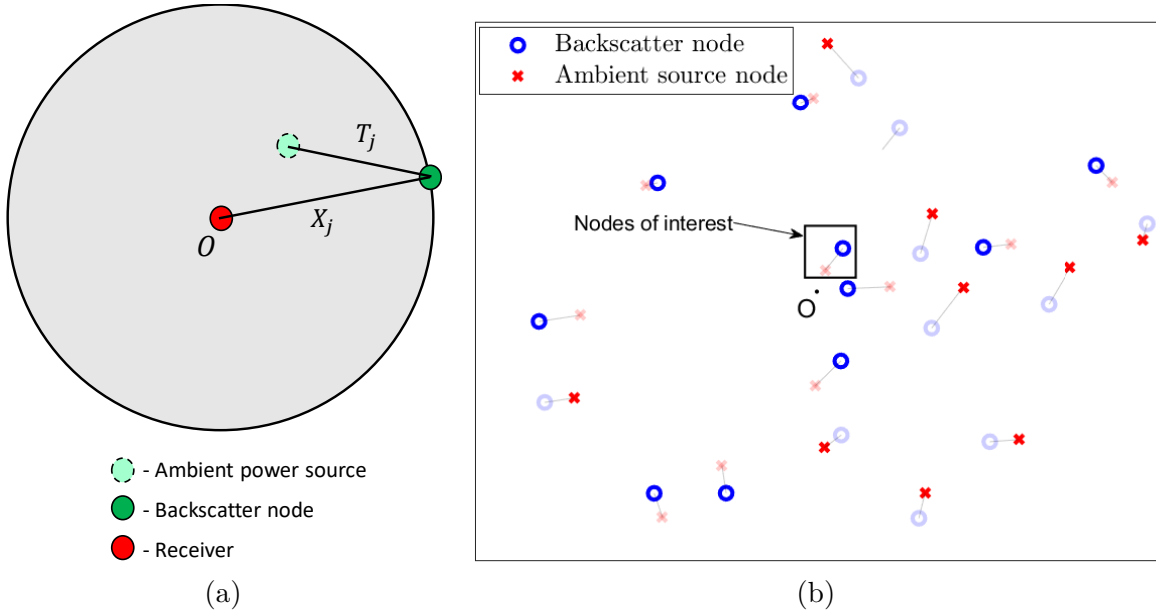 T_j
X_j
O
- Ambient power source
- Backscatter node
- Receiver
(a)
Backscatter node
Ambient source node
Nodes of interest
O
(b)